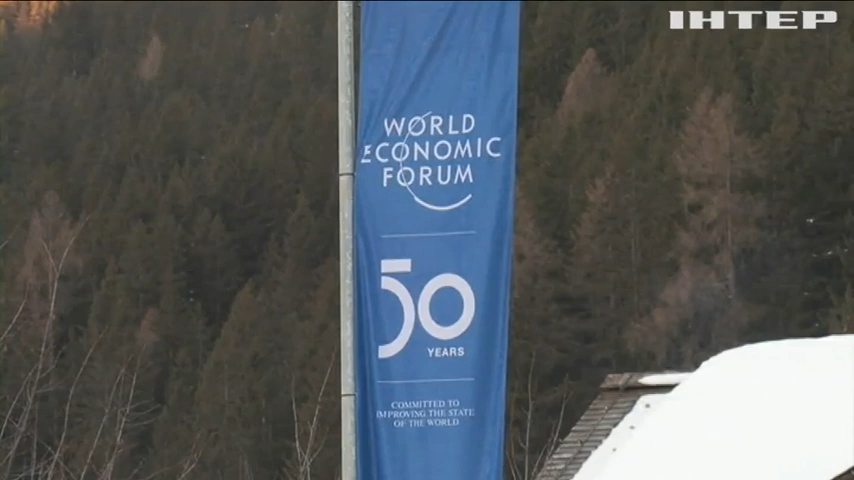 ІНТЕР
WORLD
ECONOMIC
FORUM
50
YEARS
COMMITTED TO
IMPROVING THE STATE
OF THE WORLD